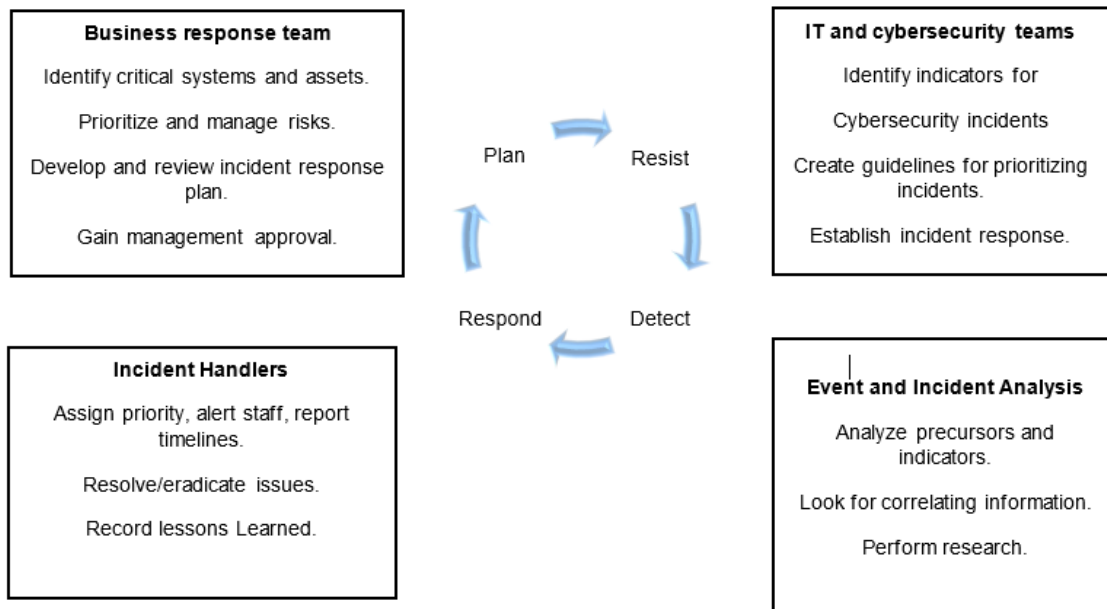 Business response team
Identify critical systems and assets.
Prioritize and manage risks.
Develop and review incident response
plan.
Gain management approval.
IT and cybersecurity teams
Identify indicators for
Cybersecurity incidents
Create guidelines for prioritizing
incidents.
Establish incident response.
Plan
Resist
Respond
Detect
Incident Handlers
Assign priority, alert staff, report
timelines.
Resolve/eradicate issues.
Record lessons Learned.
Event and Incident Analysis
Analyze precursors and
indicators.
Look for correlating information.
Perform research.